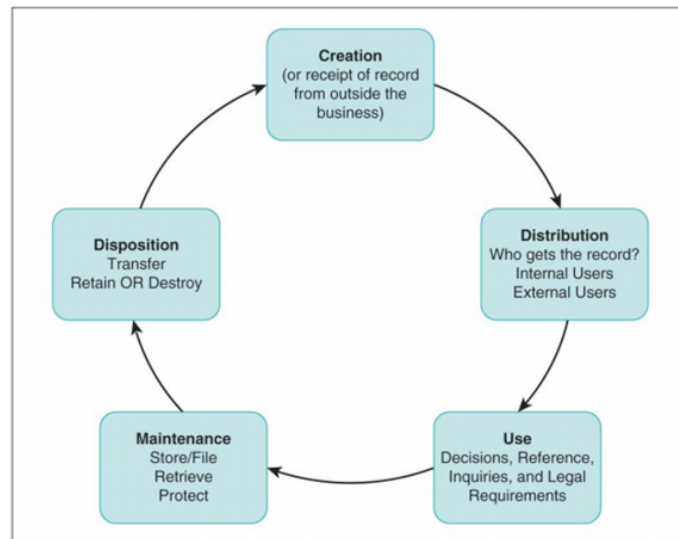 Creation
(or receipt of record
from outside the
business)
Distribution
Who gets the record?
Internal Users
External Users
Use
Decisions, Reference,
Inquiries, and Legal
Requirements
Maintenance
Store/File
Retrieve
Protect
Disposition
Transfer
Retain OR Destroy